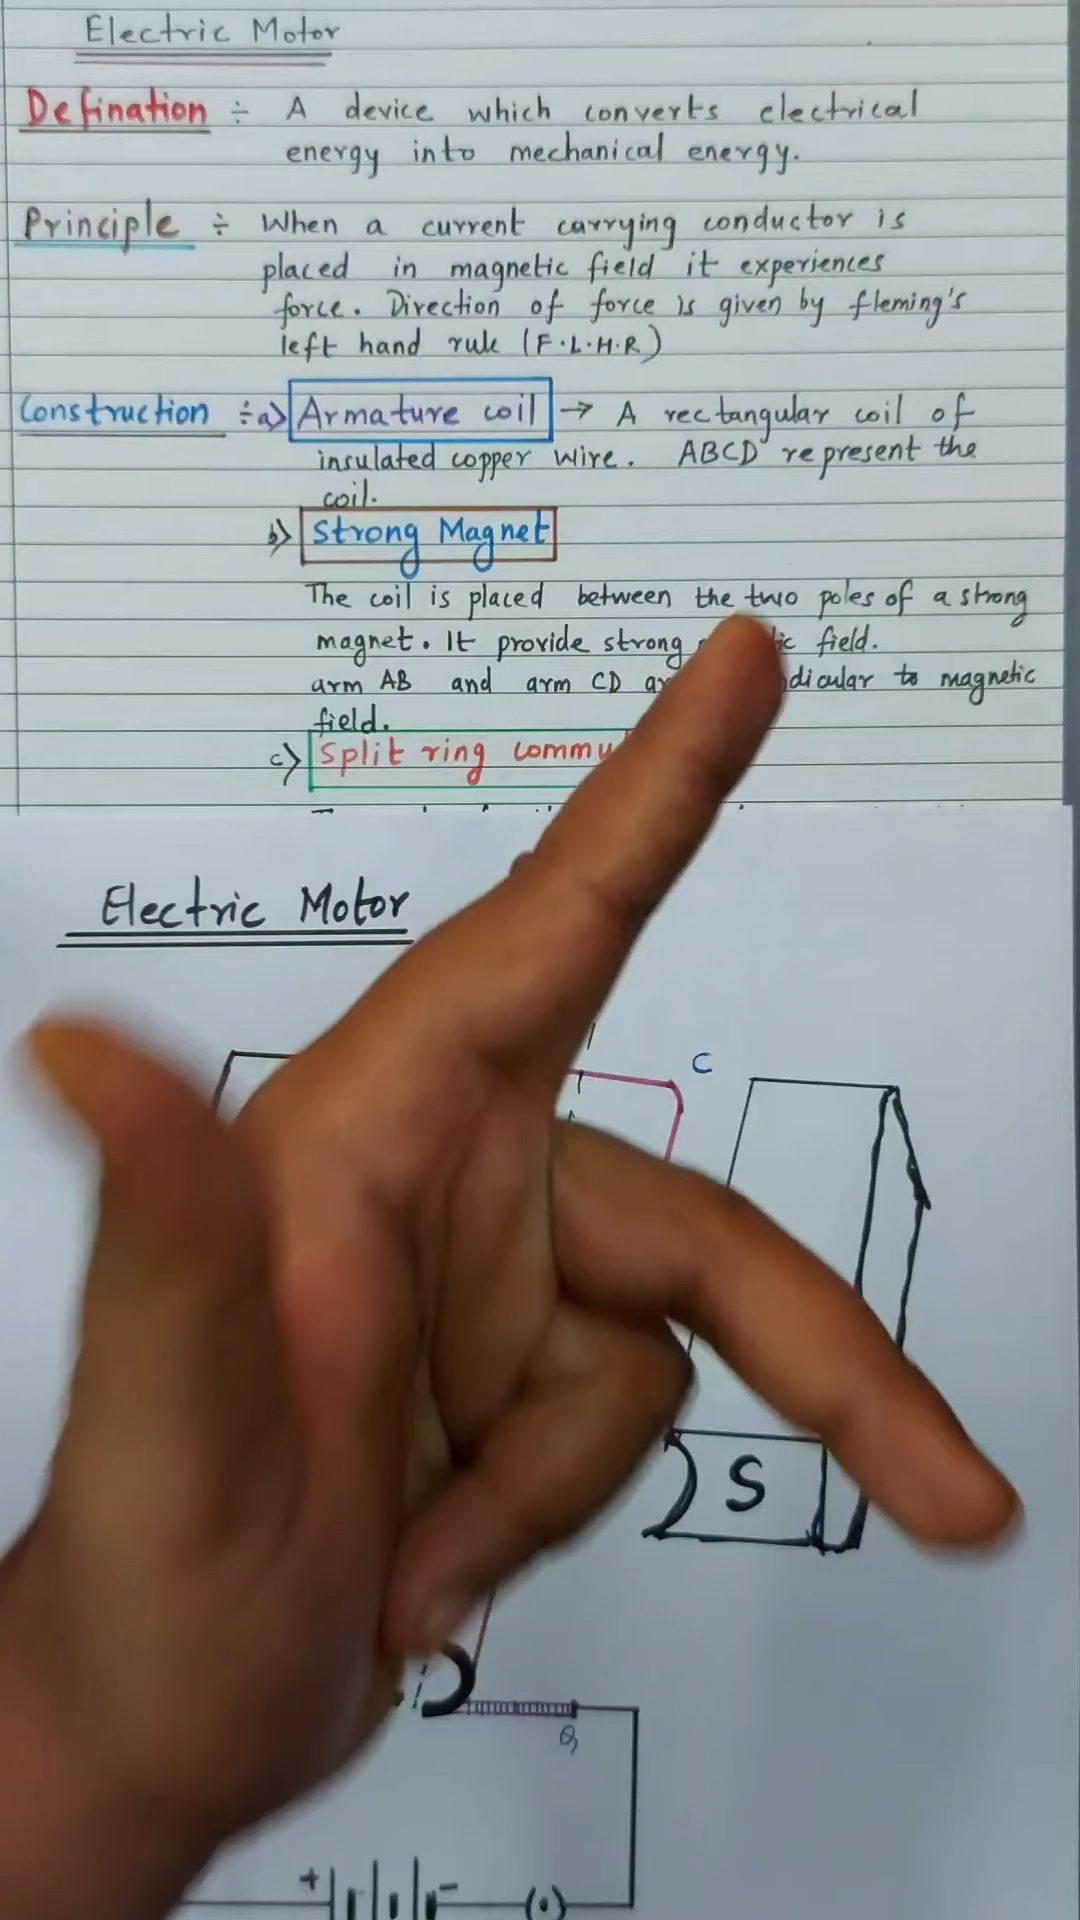 Electric Motor
Defination ÷ A device which converts electrical
energy into mechanical energy.
Principle ÷ When a current carrying conductor is
placed in magnetic field it experiences
force. Direction of force is given by fleming's
left hand rule (F.L.H.R)
Construction ÷ a) Armature coil → A rectangular coil of
insulated copper wire. ABCD represent the
coil.
b) Strong Magnet
The coil is placed between the two poles of a strong
magnet. It provide strong field.
arm AB and arm CD to magnetic
field.
c) Split ring
Electric Motor
C
S
Q
+ -